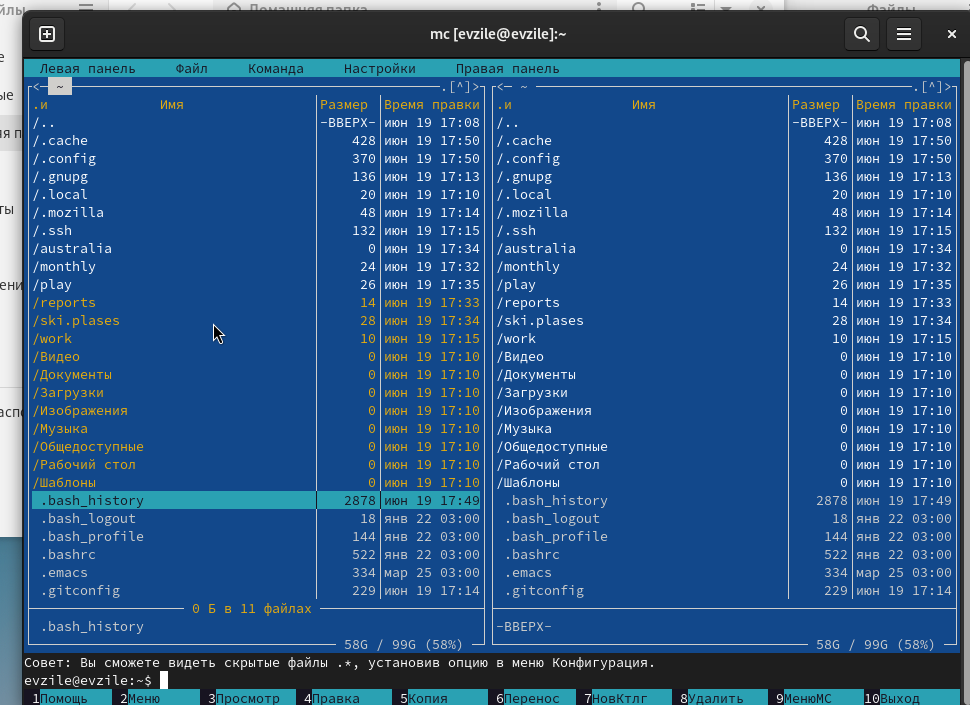 йлы
Домашняя папка
Файлы
mc [evzile@evzile]:~
Левая панель Файл Команда Настройки Правая панель
<─ ~ .[^]> <─ ~ .[^]>
.и Имя Размер Время правки .и Имя Размер Время правки
/.. -ВВЕРХ- июн 19 17:08 /.. -ВВЕРХ- июн 19 17:08
/.cache 428 июн 19 17:50 /.cache 428 июн 19 17:50
/.config 370 июн 19 17:50 /.config 370 июн 19 17:50
/.gnupg 136 июн 19 17:13 /.gnupg 136 июн 19 17:13
/.local 20 июн 19 17:10 /.local 20 июн 19 17:10
/.mozilla 48 июн 19 17:14 /.mozilla 48 июн 19 17:14
/.ssh 132 июн 19 17:15 /.ssh 132 июн 19 17:15
/australia 0 июн 19 17:34 /australia 0 июн 19 17:34
/monthly 24 июн 19 17:32 /monthly 24 июн 19 17:32
/play 26 июн 19 17:35 /play 26 июн 19 17:35
/reports 14 июн 19 17:33 /reports 14 июн 19 17:33
/ski.plases 28 июн 19 17:34 /ski.plases 28 июн 19 17:34
/work 10 июн 19 17:15 /work 10 июн 19 17:15
/Видео 0 июн 19 17:10 /Видео 0 июн 19 17:10
/Документы 0 июн 19 17:10 /Документы 0 июн 19 17:10
/Загрузки 0 июн 19 17:10 /Загрузки 0 июн 19 17:10
/Изображения 0 июн 19 17:10 /Изображения 0 июн 19 17:10
/Музыка 0 июн 19 17:10 /Музыка 0 июн 19 17:10
/Общедоступные 0 июн 19 17:10 /Общедоступные 0 июн 19 17:10
/Рабочий стол 0 июн 19 17:10 /Рабочий стол 0 июн 19 17:10
/Шаблоны 0 июн 19 17:10 /Шаблоны 0 июн 19 17:10
.bash_history 2878 июн 19 17:49 .bash_history 2878 июн 19 17:49
.bash_logout 18 янв 22 03:00 .bash_logout 18 янв 22 03:00
.bash_profile 144 янв 22 03:00 .bash_profile 144 янв 22 03:00
.bashrc 522 янв 22 03:00 .bashrc 522 янв 22 03:00
.emacs 334 мар 25 03:00 .emacs 334 мар 25 03:00
.gitconfig 229 июн 19 17:14 .gitconfig 229 июн 19 17:14
0 Б в 11 файлах
.bash_history -ВВЕРХ-
58G / 99G (58%) 58G / 99G (58%)
Совет: Вы сможете видеть скрытые файлы .*, установив опцию в меню Конфигурация.
evzile@evzile:~$
1Помощь 2Меню 3Просмотр 4Правка 5Копия 6Перенос 7НовКтлг 8Удалить 9МенюМС 10Выход